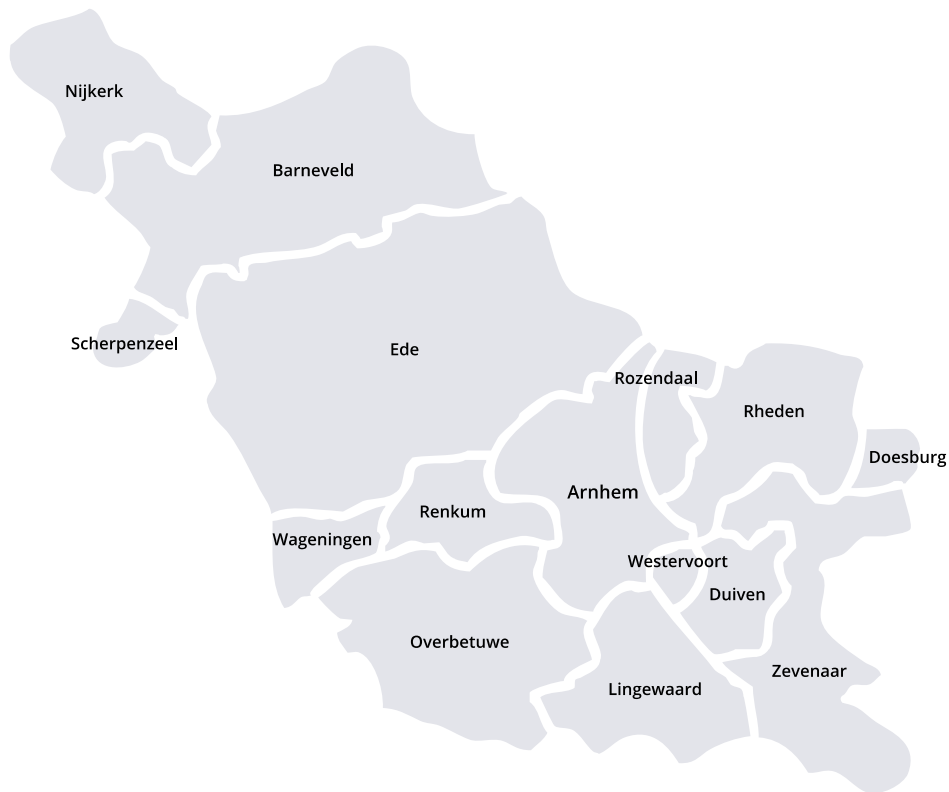 Nijkerk
Barneveld
Scherpenzeel
Ede
Rozendaal
Rheden
Doesburg
Arnhem
Renkum
Wageningen
Westervoort
Duiven
Overbetuwe
Zevenaar
Lingewaard